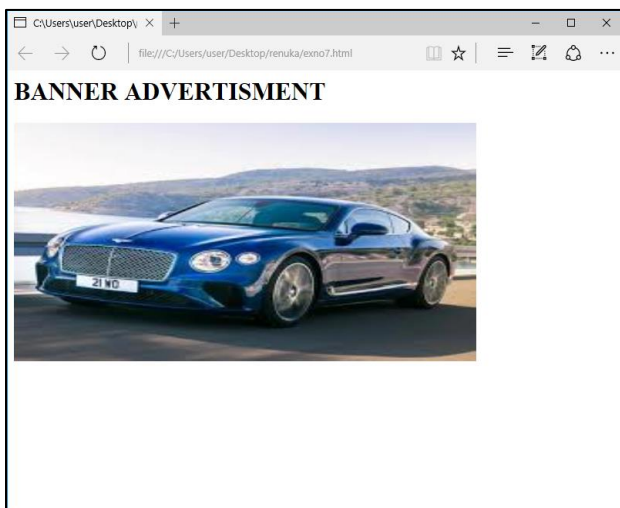 C:\Users\user\Desktop\
file:///C:/Users/user/Desktop/renuka/exno7.html
BANNER ADVERTISMENT
21 WO